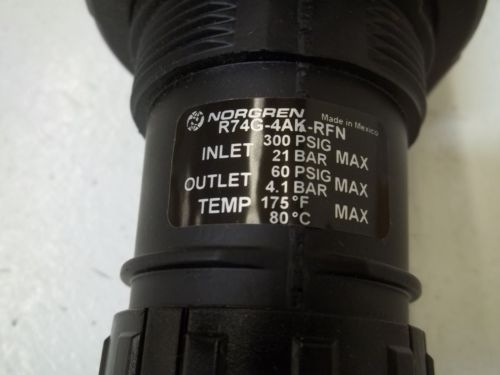 NORGREN Made in Mexico
R74G-4AK-RFN
INLET 300 PSIG MAX
21 BAR
OUTLET 60 PSIG MAX
4.1 BAR
TEMP 175 °F MAX
80 °C